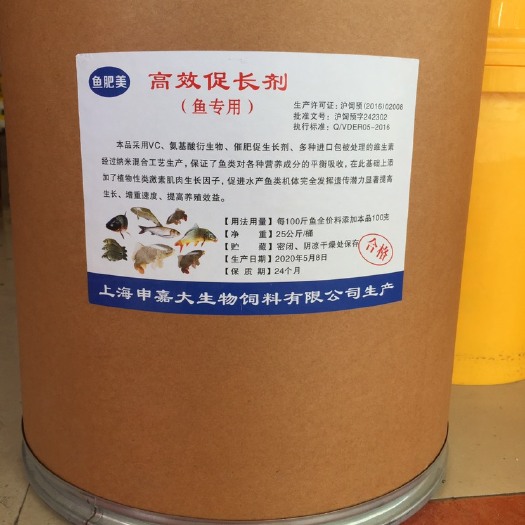 鱼肥美
高效促长剂
（鱼专用）
生产许可证：沪饲预(2016)02008
批准文号：沪饲预字242302
执行标准：Q/VDER05-2016
本品采用VC、氨基酸衍生物、催肥促生长剂、多种进口包被处理的维生素
经过纳米混合工艺生产，保证了鱼类对各种营养成分的平衡吸收，在此基础上添
加了植物性类激素肌肉生长因子，促进水产鱼类机体完全发挥遗传潜力显著提高
生长、增重速度、提高养殖效益。
【用法用量】每100斤鱼全价料添加本品100克
【净 重】25公斤/桶
【贮 藏】密闭、阴凉干燥处保存
【生产日期】2020年5月8日
【保 质 期】24个月
合格
上海申嘉大生物饲料有限公司生产